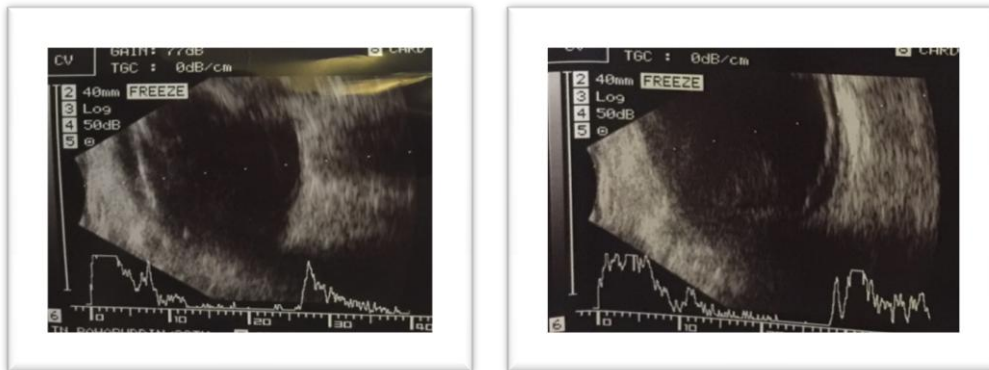 GAIN: 77dB
CARD
CV
TGC : 0dB/cm
2 40mm FREEZE
3 Log
4 50dB
5
0 10 20 30 40
6
CARD
TGC : 0dB/cm
2 40mm FREEZE
3 Log
4 50dB
5
0 10
6